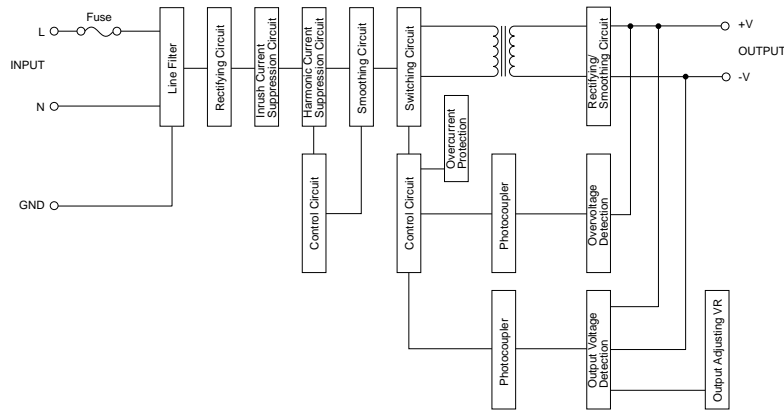 Fuse
L
INPUT
N
GND
Line Filter
Rectifying Circuit
Inrush Current
Suppression Circuit
Harmonic Current
Suppression Circuit
Smoothing Circuit
Switching Circuit
Rectifying/
Smoothing Circuit
+V
OUTPUT
-V
Control Circuit
Control Circuit
Overcurrent
Protection
Photocoupler
Overvoltage
Detection
Photocoupler
Output Voltage
Detection
Output Adjusting VR